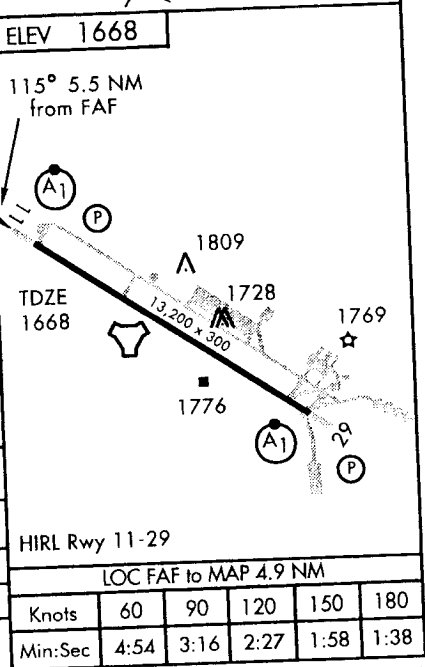 ELEV 1668
115° 5.5 NM
from FAF
A1
11
P
1809
TDZE
1668
1728
13,200 x 300
1769
1776
A1
29
P
HIRL Rwy 11-29
LOC FAF to MAP 4.9 NM
Knots 60 90 120 150 180
Min:Sec 4:54 3:16 2:27 1:58 1:38